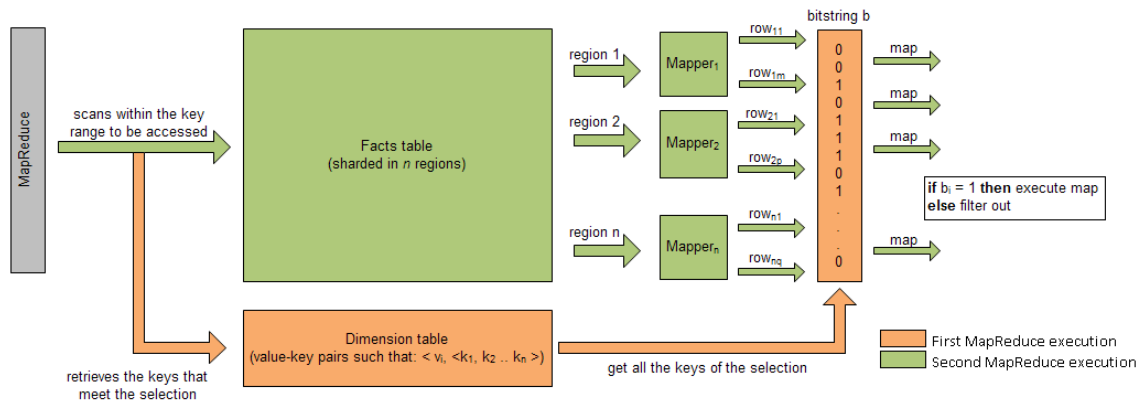 MapReduce
scans within the key
range to be accessed
Facts table
(sharded in n regions)
region 1
region 2
region n
Mapper1
Mapper2
Mappern
row11
row1m
row21
row2p
rown1
rownq
bitstring b
0
0
1
0
1
1
1
0
1
.
.
.
0
map
map
map
map
if bi = 1 then execute map
else filter out
Dimension table
(value-key pairs such that: < vi, <k1, k2 .. kn >)
retrieves the keys that
meet the selection
get all the keys of the selection
First MapReduce execution
Second MapReduce execution